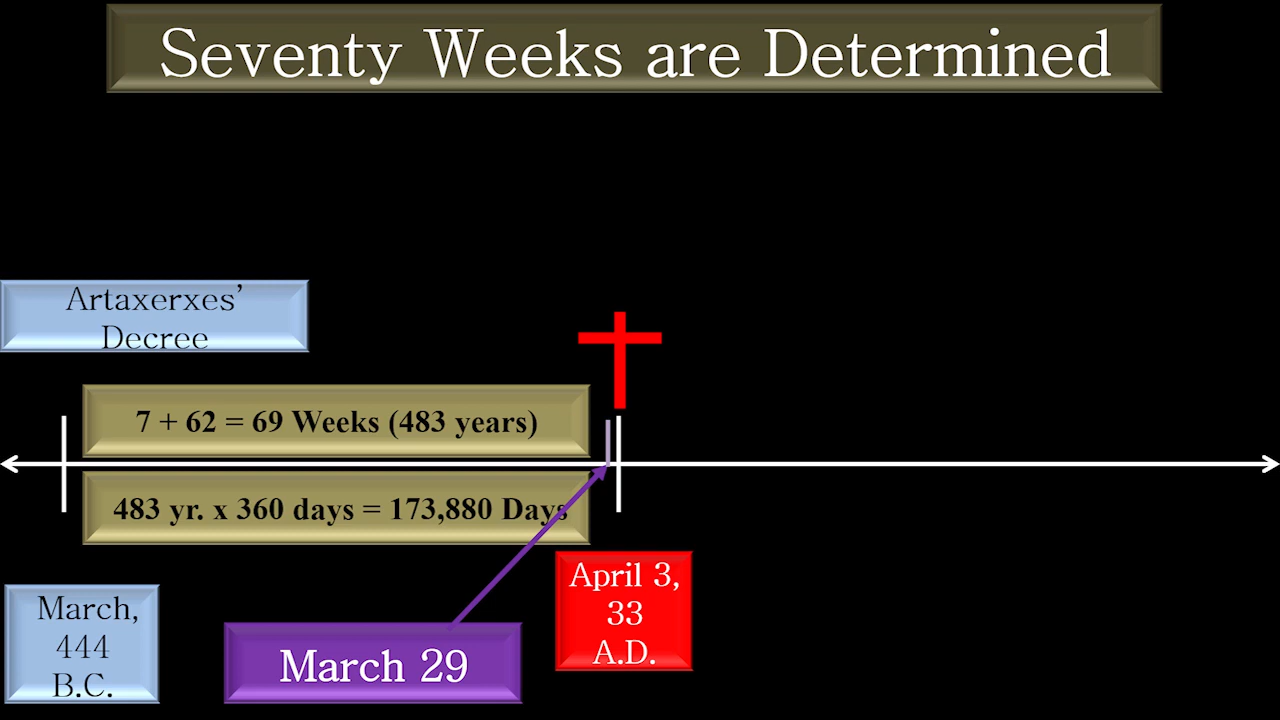 Seventy Weeks are Determined
Artaxerxes’
Decree
7 + 62 = 69 Weeks (483 years)
483 yr. x 360 days = 173,880 Days
April 3,
33
A.D.
March,
444
B.C.
March 29